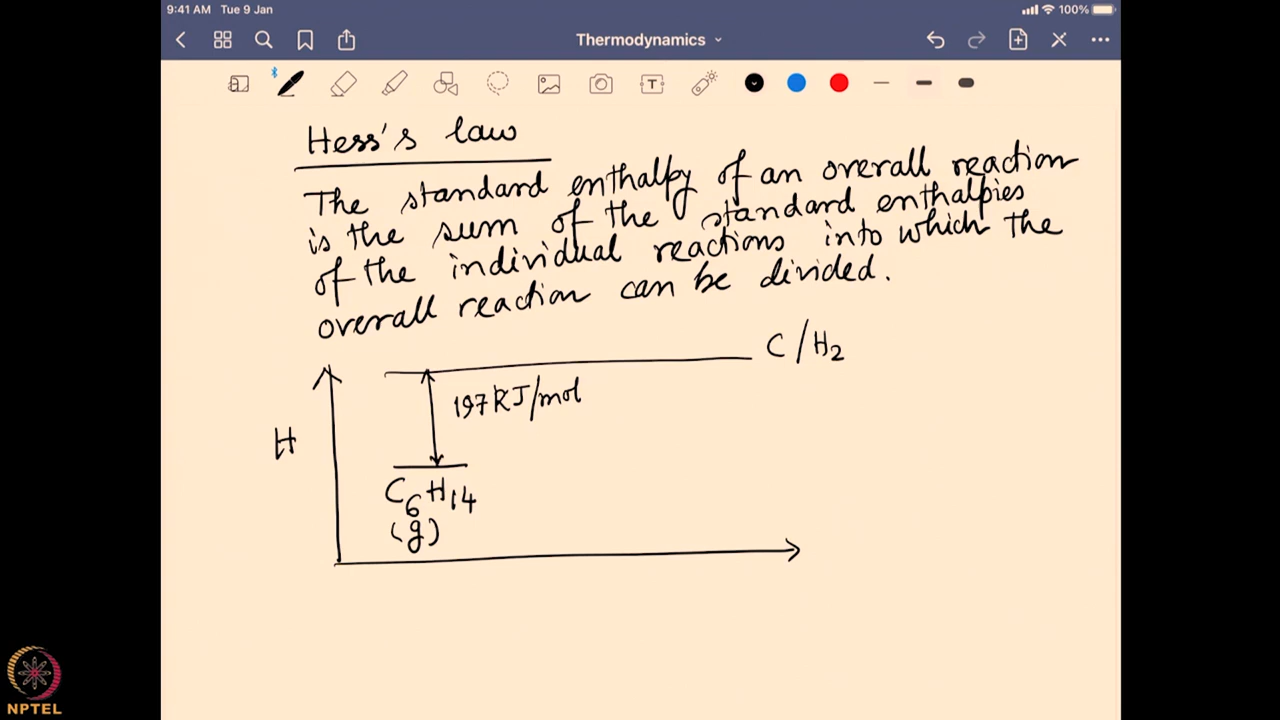 9:41 AM Tue 9 Jan
100%
Thermodynamics
T
Hess's law
The standard enthalpy of an overall reaction
is the sum of the standard enthalpies
of the individual reactions into which the
overall reaction can be divided.
C/H₂
197 KJ/mol
H
C₆H₁₄
(g)
NPTEL